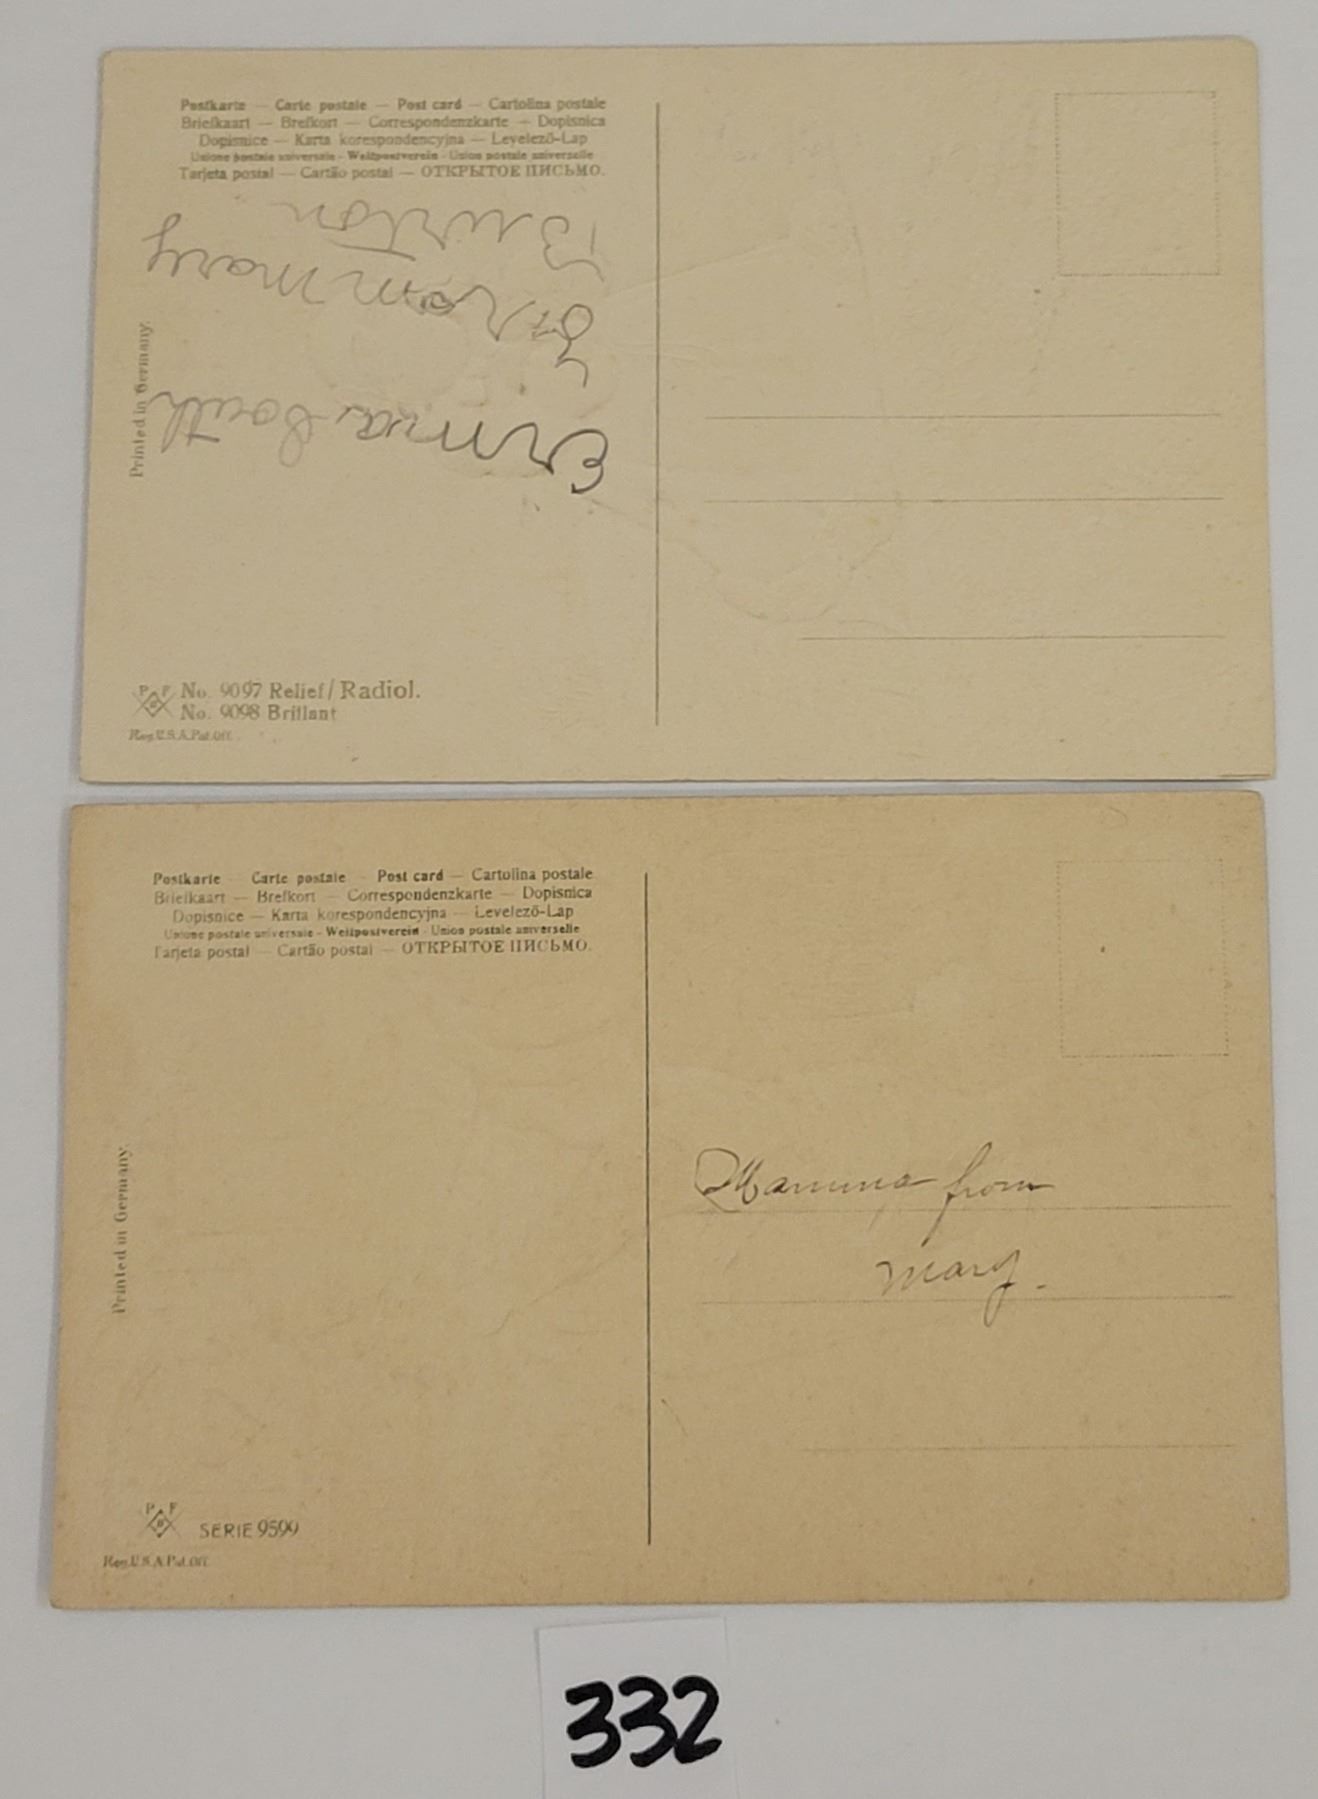 Postkarte — Carte postale — Post card — Cartolina postale
Briefkaart — Brefkort — Correspondenzkarte — Dopisnica
Dopisnice — Karta korespondencyjna — Levelező-Lap
Unione postale universale - Weltpostverein - Union postale universelle
Tarjeta postal — Cartão postal — ОТКРЫТОЕ ПИСЬМО.
Erma
From Mary
Burton
Printed in Germany.
P F B
No. 9097 Relief/Radiol.
No. 9098 Brillant
Reg. U.S.A. Pat. Off.
Postkarte — Carte postale — Post card — Cartolina postale
Briefkaart — Brefkort — Correspondenzkarte — Dopisnica
Dopisnice — Karta korespondencyjna — Levelező-Lap
Unione postale universale - Weltpostverein - Union postale universelle
Tarjeta postal — Cartão postal — ОТКРЫТОЕ ПИСЬМО.
Printed in Germany
Mamma from
Mary.
P F B
SERIE 9599
Reg. U.S.A. Pat. Off.
332